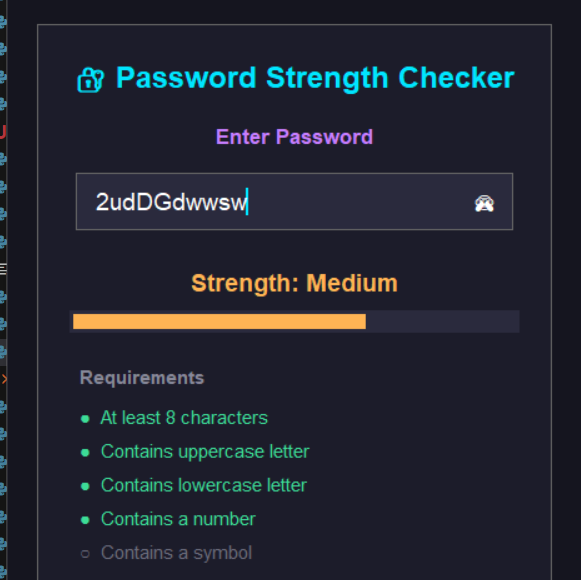 Password Strength Checker
Enter Password
2udDGdwwsw
Strength: Medium
Requirements
At least 8 characters
Contains uppercase letter
Contains lowercase letter
Contains a number
Contains a symbol